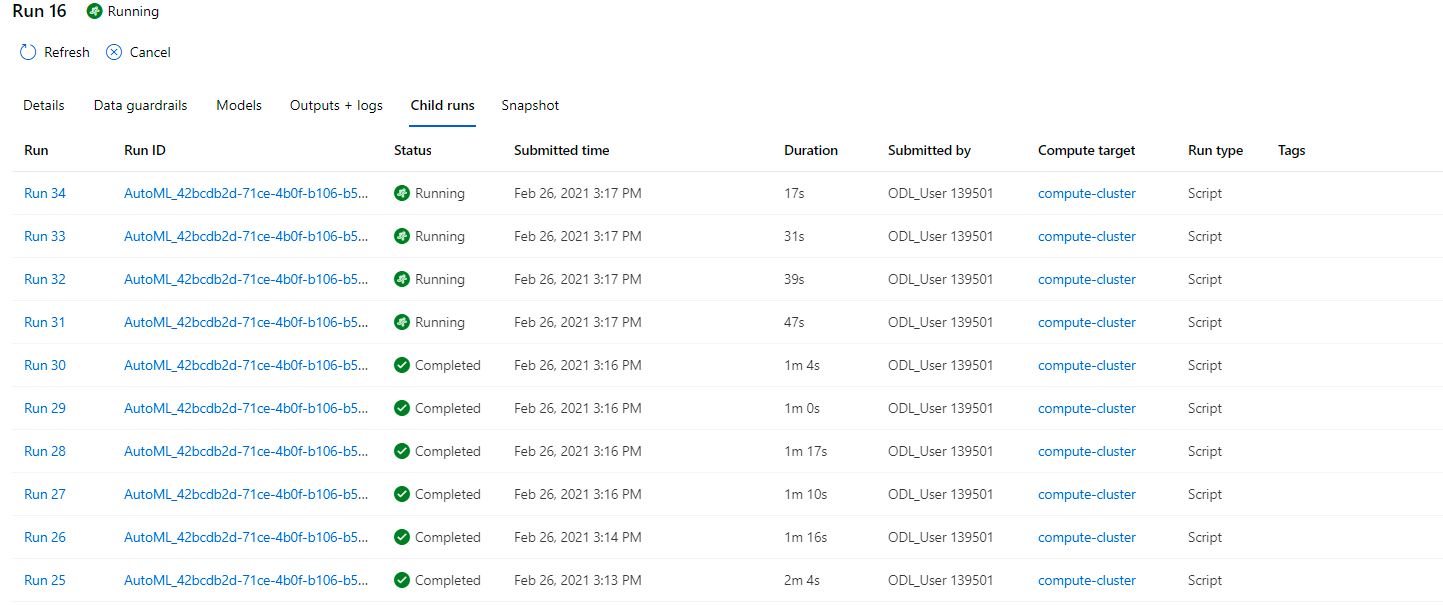 Run 16 Running
Refresh Cancel
Details Data guardrails Models Outputs + logs Child runs Snapshot
Run Run ID Status Submitted time Duration Submitted by Compute target Run type Tags
Run 34 AutoML_42bcdb2d-71ce-4b0f-b106-b5... Running Feb 26, 2021 3:17 PM 17s ODL_User 139501 compute-cluster Script
Run 33 AutoML_42bcdb2d-71ce-4b0f-b106-b5... Running Feb 26, 2021 3:17 PM 31s ODL_User 139501 compute-cluster Script
Run 32 AutoML_42bcdb2d-71ce-4b0f-b106-b5... Running Feb 26, 2021 3:17 PM 39s ODL_User 139501 compute-cluster Script
Run 31 AutoML_42bcdb2d-71ce-4b0f-b106-b5... Running Feb 26, 2021 3:17 PM 47s ODL_User 139501 compute-cluster Script
Run 30 AutoML_42bcdb2d-71ce-4b0f-b106-b5... Completed Feb 26, 2021 3:16 PM 1m 4s ODL_User 139501 compute-cluster Script
Run 29 AutoML_42bcdb2d-71ce-4b0f-b106-b5... Completed Feb 26, 2021 3:16 PM 1m 0s ODL_User 139501 compute-cluster Script
Run 28 AutoML_42bcdb2d-71ce-4b0f-b106-b5... Completed Feb 26, 2021 3:16 PM 1m 17s ODL_User 139501 compute-cluster Script
Run 27 AutoML_42bcdb2d-71ce-4b0f-b106-b5... Completed Feb 26, 2021 3:16 PM 1m 10s ODL_User 139501 compute-cluster Script
Run 26 AutoML_42bcdb2d-71ce-4b0f-b106-b5... Completed Feb 26, 2021 3:14 PM 1m 16s ODL_User 139501 compute-cluster Script
Run 25 AutoML_42bcdb2d-71ce-4b0f-b106-b5... Completed Feb 26, 2021 3:13 PM 2m 4s ODL_User 139501 compute-cluster Script